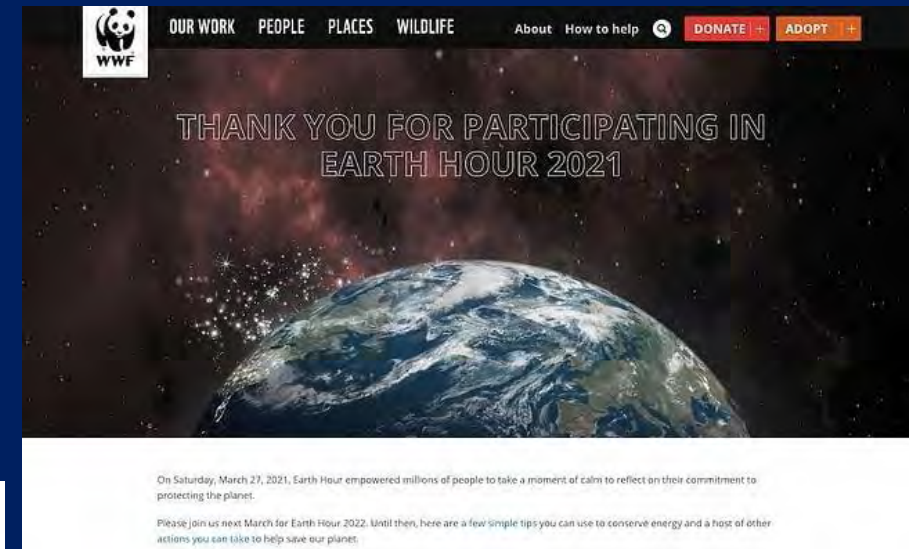 OUR WORK PEOPLE PLACES WILDLIFE About How to help DONATE + ADOPT +
WWF
THANK YOU FOR PARTICIPATING IN
EARTH HOUR 2021
On Saturday, March 27, 2021, Earth Hour empowered millions of people to take a moment of calm to reflect on their commitment to
protecting the planet.
Please join us next March for Earth Hour 2022. Until then, here are a few simple tips you can use to conserve energy and a host of other
actions you can take to help save our planet.